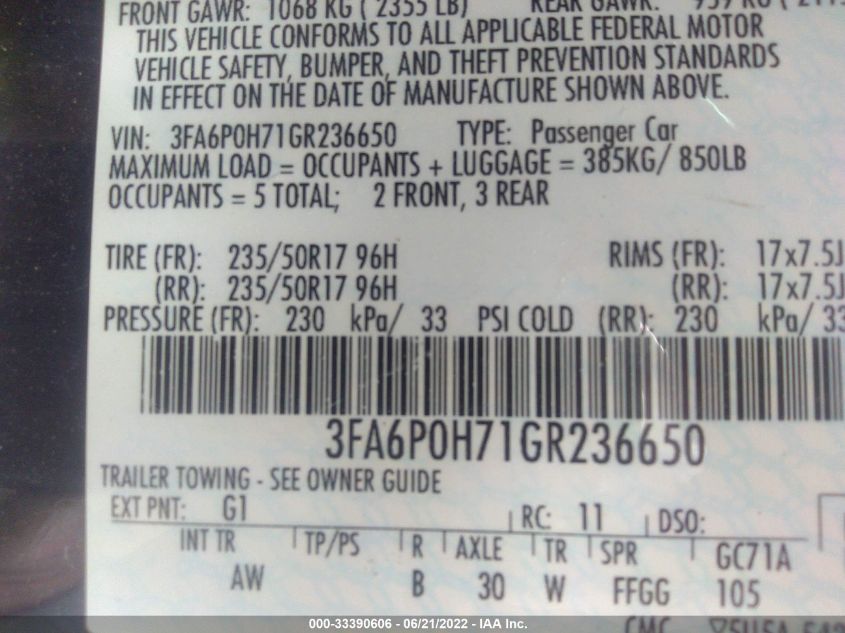 FRONT GAWR: 1068 KG ( 2355 LB) REAR GAWR:
THIS VEHICLE CONFORMS TO ALL APPLICABLE FEDERAL MOTOR
VEHICLE SAFETY, BUMPER, AND THEFT PREVENTION STANDARDS
IN EFFECT ON THE DATE OF MANUFACTURE SHOWN ABOVE.
VIN: 3FA6P0H71GR236650 TYPE: Passenger Car
MAXIMUM LOAD = OCCUPANTS + LUGGAGE = 385KG/ 850LB
OCCUPANTS = 5 TOTAL; 2 FRONT, 3 REAR
TIRE (FR): 235/50R17 96H RIMS (FR): 17x7.5J
(RR): 235/50R17 96H (RR): 17x7.5J
PRESSURE (FR): 230 kPa/ 33 PSI COLD (RR): 230 kPa/ 33
3FA6P0H71GR236650
TRAILER TOWING - SEE OWNER GUIDE
EXT PNT: G1 RC: 11 DSO:
INT TR TP/PS R AXLE TR SPR GC71A
AW B 30 W FFGG 105
000-33390606 - 06/21/2022 - IAA Inc.